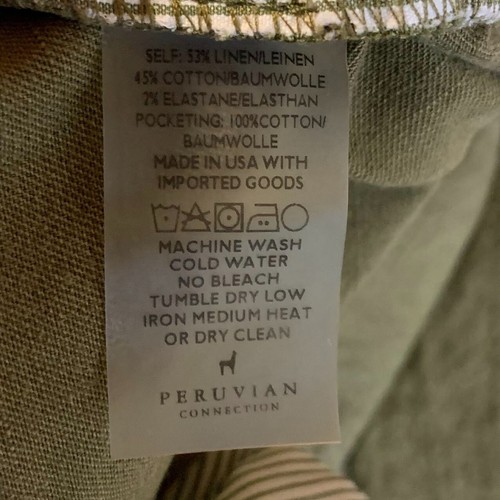 SELF: 53% LINEN/LEINEN
45% COTTON/BAUMWOLLE
2% ELASTANE/ELASTHAN
POCKETING: 100%COTTON/
BAUMWOLLE
MADE IN USA WITH
IMPORTED GOODS
MACHINE WASH
COLD WATER
NO BLEACH
TUMBLE DRY LOW
IRON MEDIUM HEAT
OR DRY CLEAN
PERUVIAN
CONNECTION